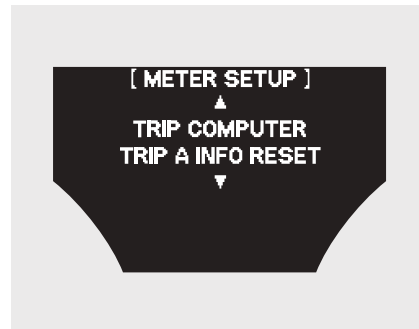 [ METER SETUP ]
▲
TRIP COMPUTER
TRIP A INFO RESET
▼